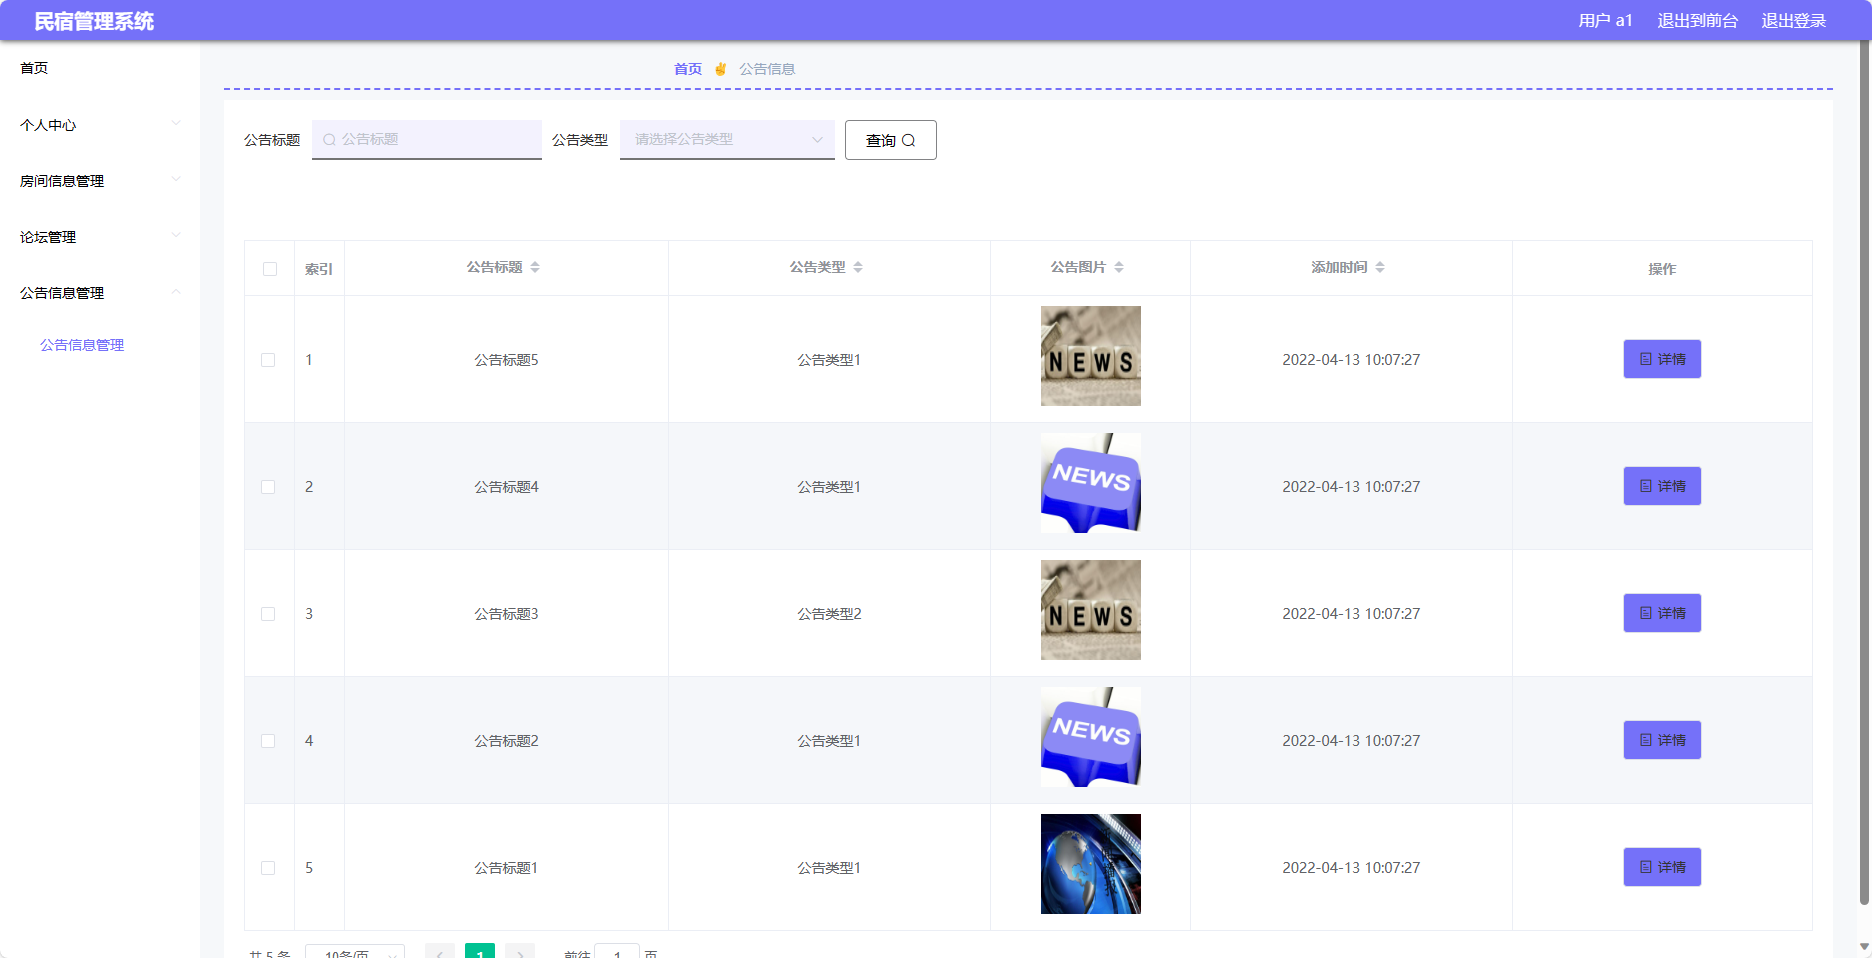 民宿管理系统
用户 a1 退出到前台 退出登录
首页
个人中心
房间信息管理
论坛管理
公告信息管理
公告信息管理
首页 公告信息
公告标题 公告标题 公告类型 请选择公告类型 查询
索引 公告标题 公告类型 公告图片 添加时间 操作
1 公告标题5 公告类型1 NEWS 2022-04-13 10:07:27 详情
2 公告标题4 公告类型1 NEWS 2022-04-13 10:07:27 详情
3 公告标题3 公告类型2 NEWS 2022-04-13 10:07:27 详情
4 公告标题2 公告类型1 NEWS 2022-04-13 10:07:27 详情
5 公告标题1 公告类型1 2022-04-13 10:07:27 详情
共 5 条 10条/页 1 前往 1 页